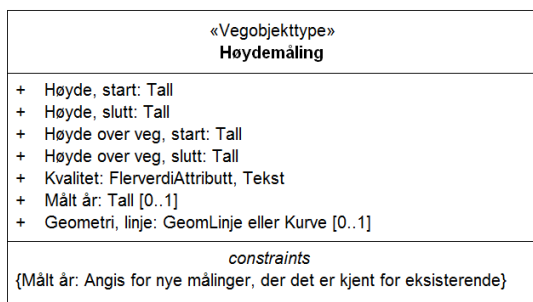 «Vegobjekttype»
Høydemåling
+ Høyde, start: Tall
+ Høyde, slutt: Tall
+ Høyde over veg, start: Tall
+ Høyde over veg, slutt: Tall
+ Kvalitet: FlerverdiAttributt, Tekst
+ Målt år: Tall [0..1]
+ Geometri, linje: GeomLinje eller Kurve [0..1]
constraints
{Målt år: Angis for nye målinger, der det er kjent for eksisterende}